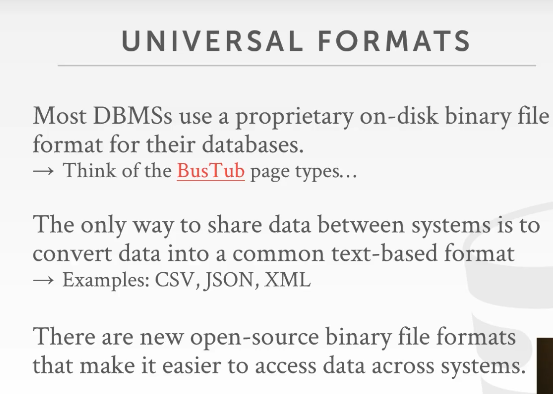 UNIVERSAL FORMATS
Most DBMSs use a proprietary on-disk binary file
format for their databases.
→ Think of the BusTub page types…
The only way to share data between systems is to
convert data into a common text-based format
→ Examples: CSV, JSON, XML
There are new open-source binary file formats
that make it easier to access data across systems.